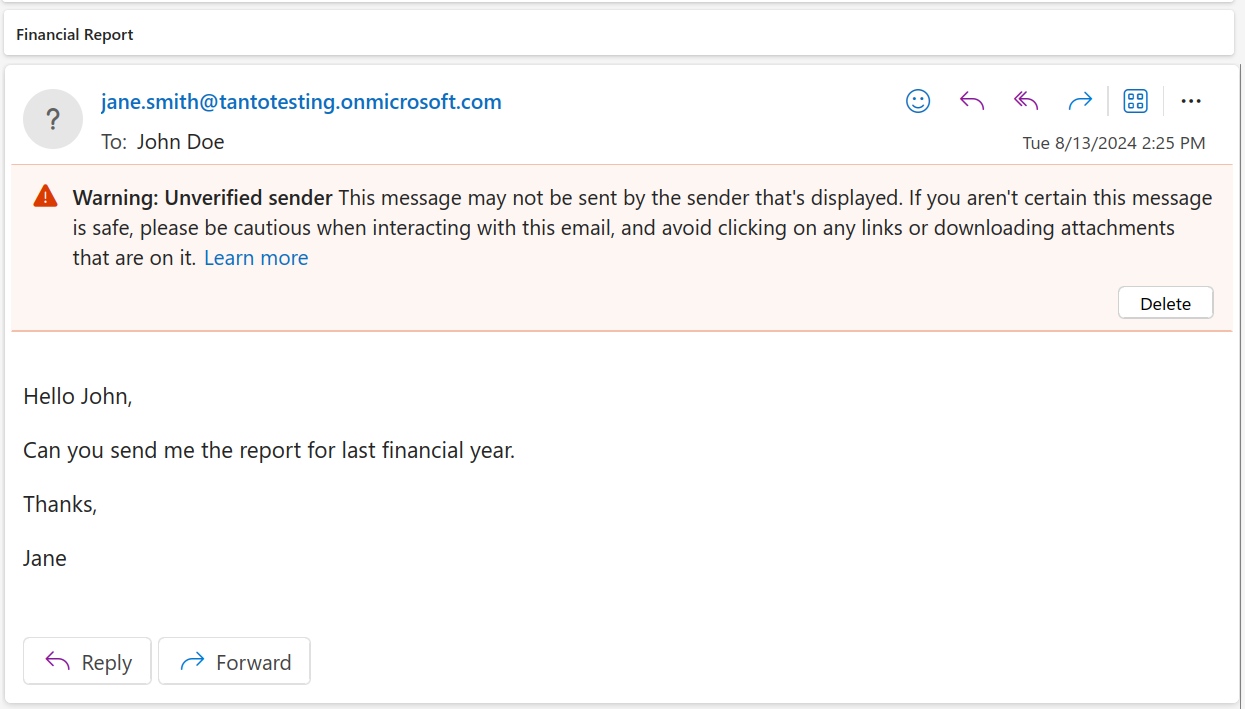 Financial Report
?
jane.smith@tantotesting.onmicrosoft.com
To: John Doe
Tue 8/13/2024 2:25 PM
Warning: Unverified sender This message may not be sent by the sender that's displayed. If you aren't certain this message
is safe, please be cautious when interacting with this email, and avoid clicking on any links or downloading attachments
that are on it. Learn more
Delete
Hello John,
Can you send me the report for last financial year.
Thanks,
Jane
Reply
Forward